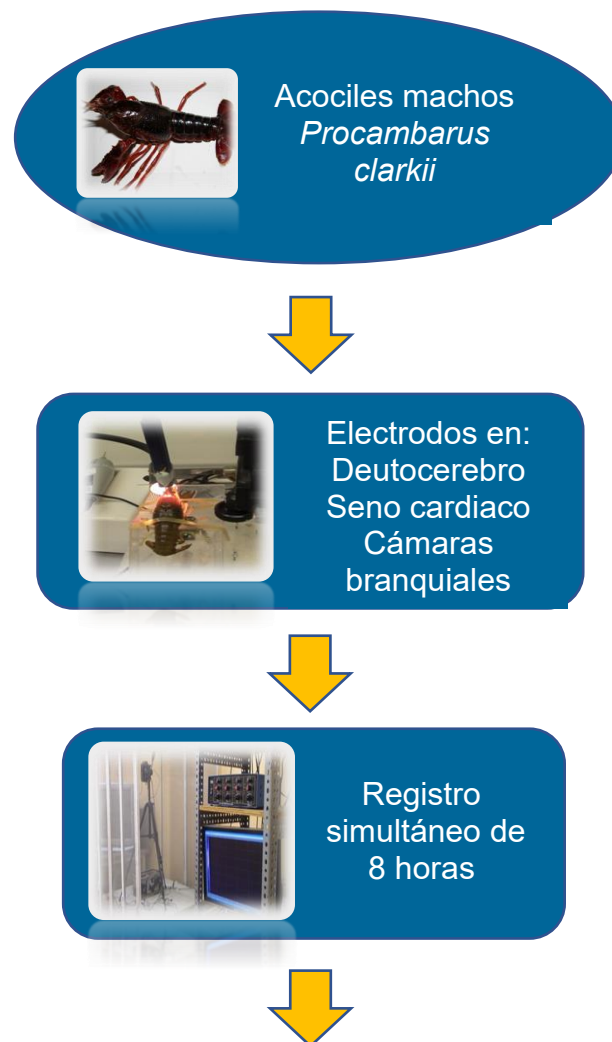 Acociles machos
Procambarus
clarkii
Electrodos en:
Deutocerebro
Seno cardiaco
Cámaras
branquiales
Registro
simultáneo de
8 horas